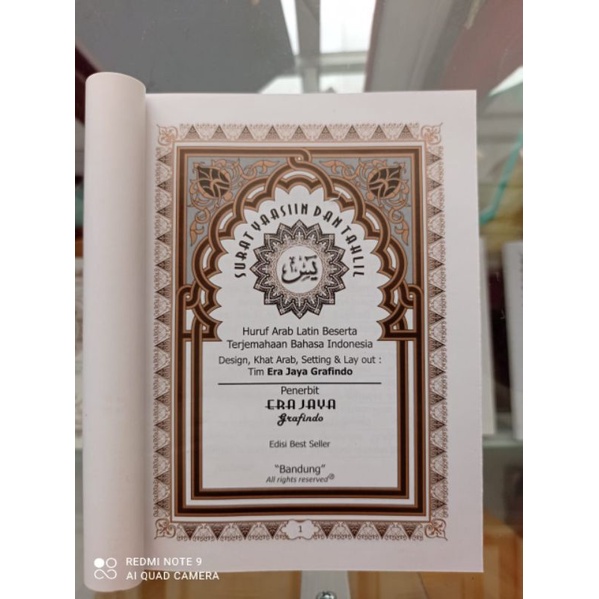 SURAT YAASIIN DAN TAHLIL
يس
Huruf Arab Latin Beserta
Terjemahaan Bahasa Indonesia
Design, Khat Arab, Setting & Lay out :
Tim Era Jaya Grafindo
Penerbit
ERA JAYA
Grafindo
Edisi Best Seller
"Bandung"
All rights reserved®
1
REDMI NOTE 9
AI QUAD CAMERA